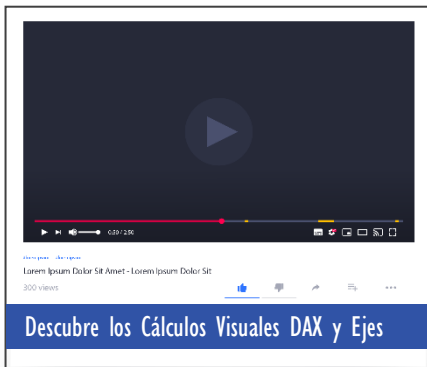 0:50 / 2:50
Lorem Ipsum Dolor Sit Amet - Lorem Ipsum Dolor Sit
300 views
Descubre los Cálculos Visuales DAX y Ejes